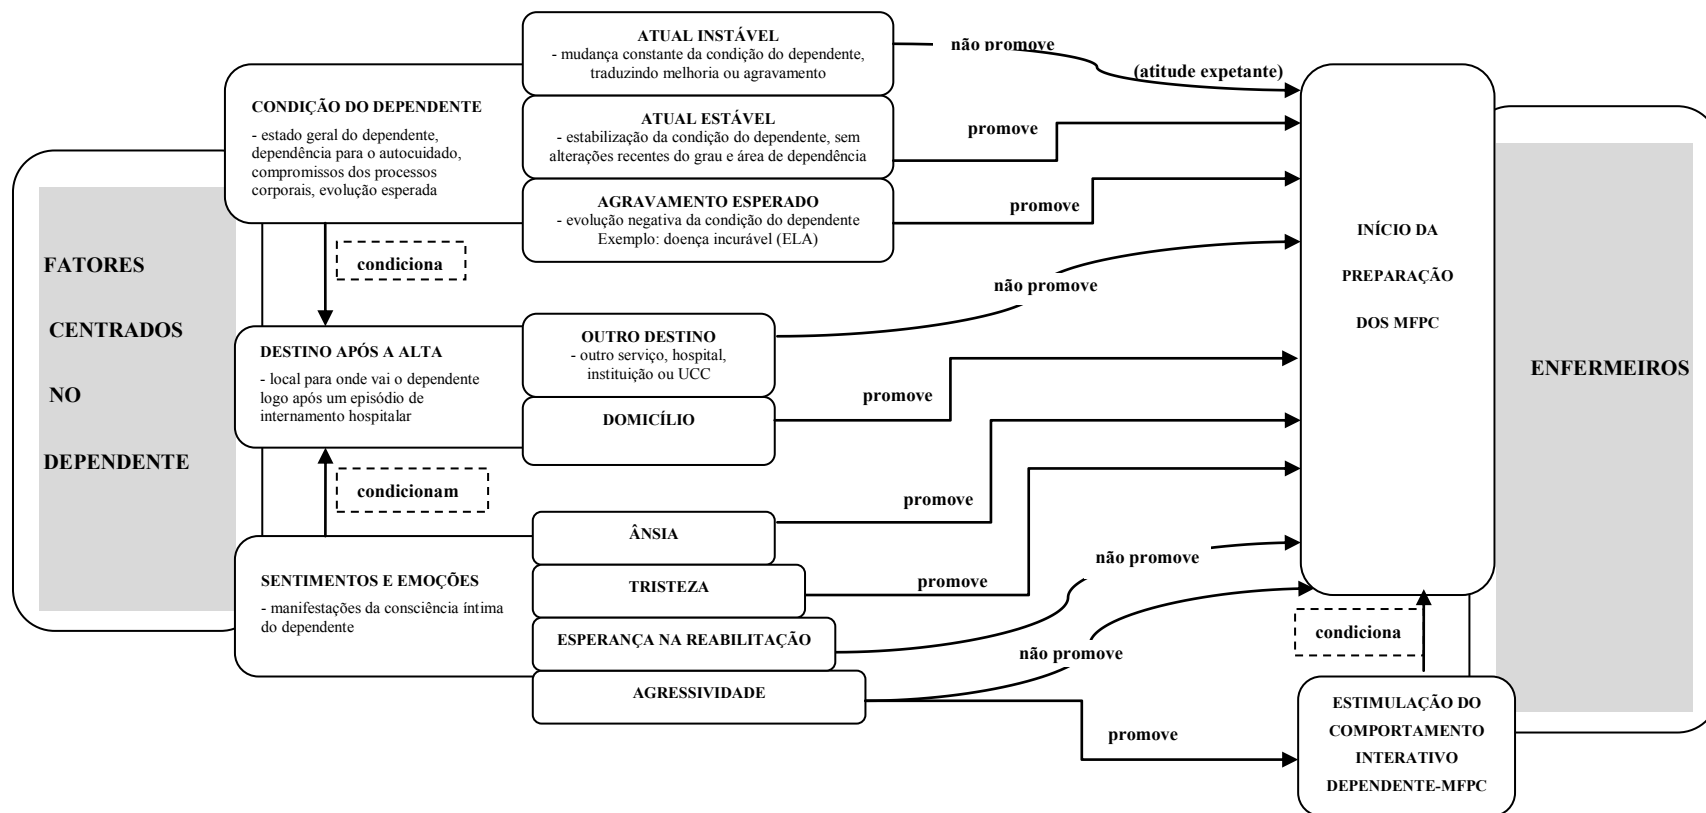 FATORES
CENTRADOS
NO
DEPENDENTE
CONDIÇÃO DO DEPENDENTE
- estado geral do dependente,
dependência para o autocuidado,
compromissos dos processos
corporais, evolução esperada
condiciona
DESTINO APÓS A ALTA
- local para onde vai o dependente
logo após um episódio de
internamento hospitalar
condicionam
SENTIMENTOS E EMOÇÕES
- manifestações da consciência íntima
do dependente
ATUAL INSTÁVEL
- mudança constante da condição do dependente,
traduzindo melhoria ou agravamento
ATUAL ESTÁVEL
- estabilização da condição do dependente, sem
alterações recentes do grau e área de dependência
AGRAVAMENTO ESPERADO
- evolução negativa da condição do dependente
Exemplo: doença incurável (ELA)
OUTRO DESTINO
- outro serviço, hospital,
instituição ou UCC
DOMICÍLIO
ÂNSIA
TRISTEZA
ESPERANÇA NA REABILITAÇÃO
AGRESSIVIDADE
não promove
(atitude expetante)
promove
promove
não promove
promove
promove
promove
não promove
não promove
promove
INÍCIO DA
PREPARAÇÃO
DOS MFPC
condiciona
ESTIMULAÇÃO DO
COMPORTAMENTO
INTERATIVO
DEPENDENTE-MFPC
ENFERMEIROS